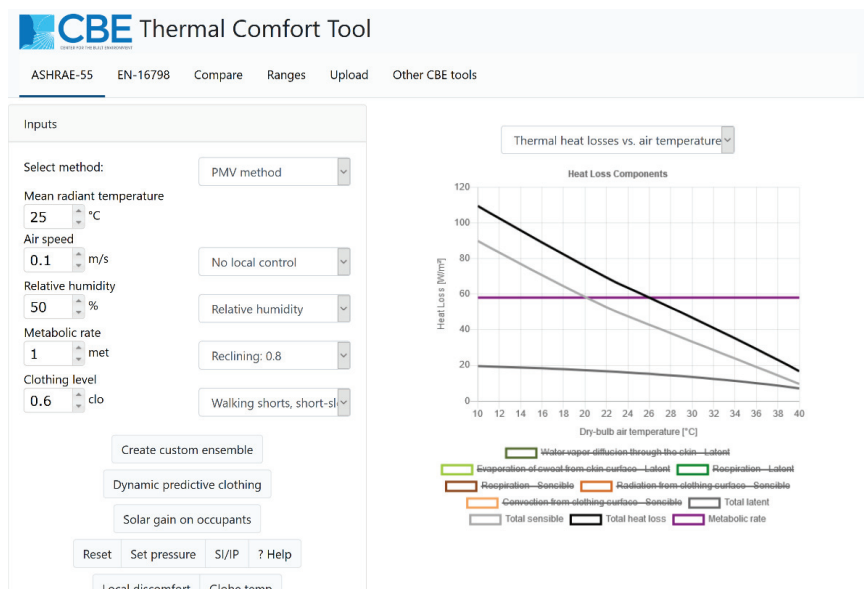 CBE Thermal Comfort Tool
CENTER FOR THE BUILT ENVIRONMENT
ASHRAE-55 EN-16798 Compare Ranges Upload Other CBE tools
Inputs
Select method: PMV method
Mean radiant temperature
25 °C
Air speed
0.1 m/s No local control
Relative humidity
50 % Relative humidity
Metabolic rate
1 met Reclining: 0.8
Clothing level
0.6 clo Walking shorts, short-sl
Create custom ensemble
Dynamic predictive clothing
Solar gain on occupants
Reset Set pressure SI/IP ? Help
Local discomfort Globe temp
Thermal heat losses vs. air temperature
Heat Loss Components
120
100
80
60
40
20
0
Heat Loss [W/m²]
10 12 14 16 18 20 22 24 26 28 30 32 34 36 38 40
Dry-bulb air temperature [°C]
Water vapor diffusion through the skin - Latent
Evaporation of sweat from skin surface - Latent Respiration - Latent
Respiration - Sensible Radiation from clothing surface - Sensible
Convection from clothing surface - Sensible Total latent
Total sensible Total heat loss Metabolic rate